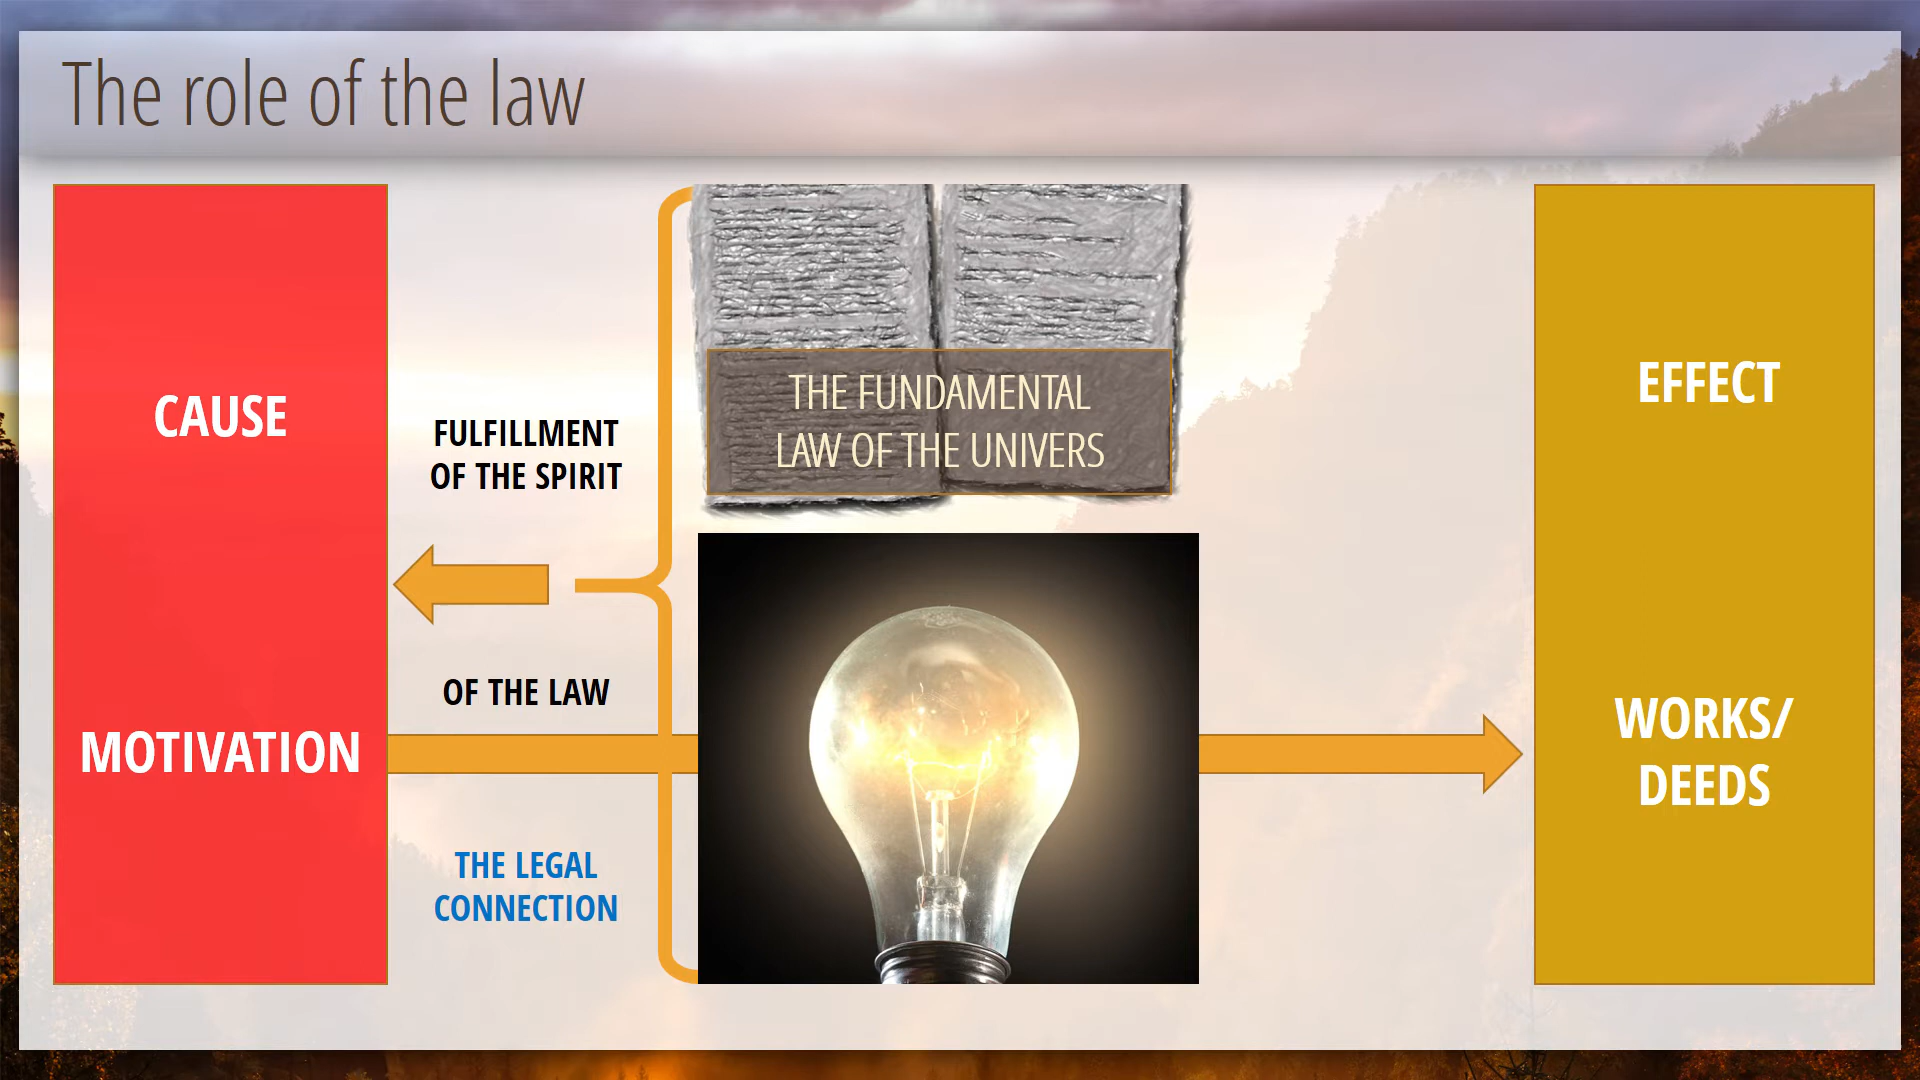 The role of the law
CAUSE
MOTIVATION
FULFILLMENT
OF THE SPIRIT
OF THE LAW
THE LEGAL
CONNECTION
THE FUNDAMENTAL
LAW OF THE UNIVERS
EFFECT
WORKS/
DEEDS